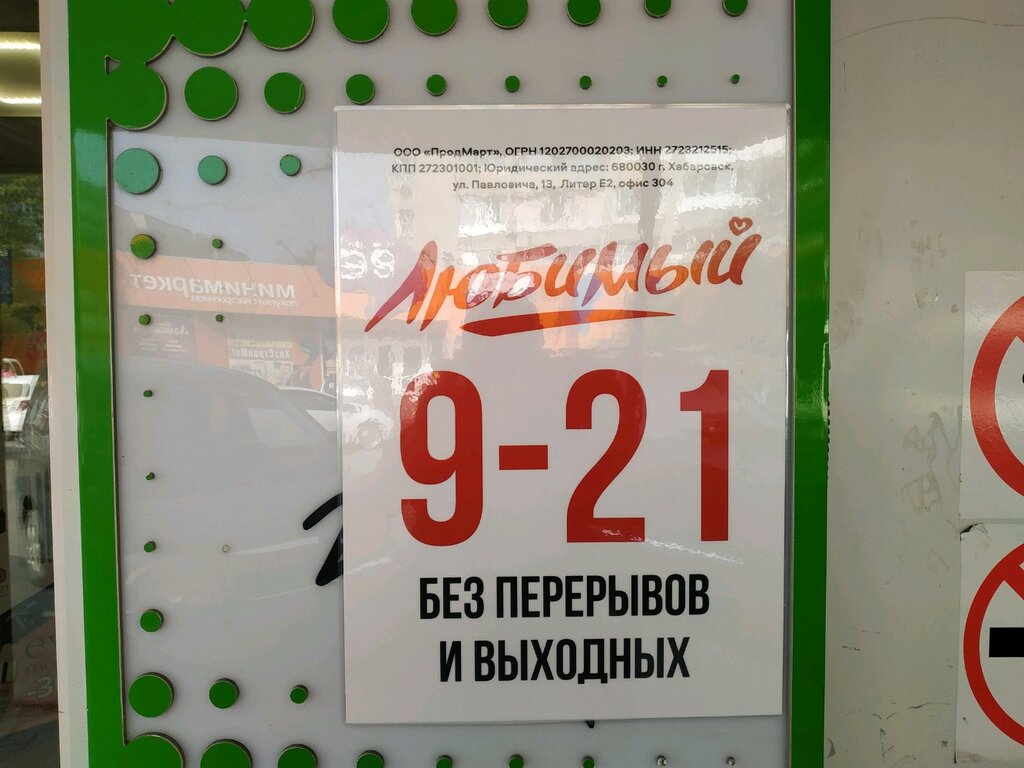 ООО «ПродМарт», ОГРН 1202700020203; ИНН 2723212515;
КПП 272301001; Юридический адрес: 680030 г. Хабаровск,
ул. Павловича, 13, Литер Е2, офис 304
Любимый
9-21
БЕЗ ПЕРЕРЫВОВ
И ВЫХОДНЫХ
минимаркет